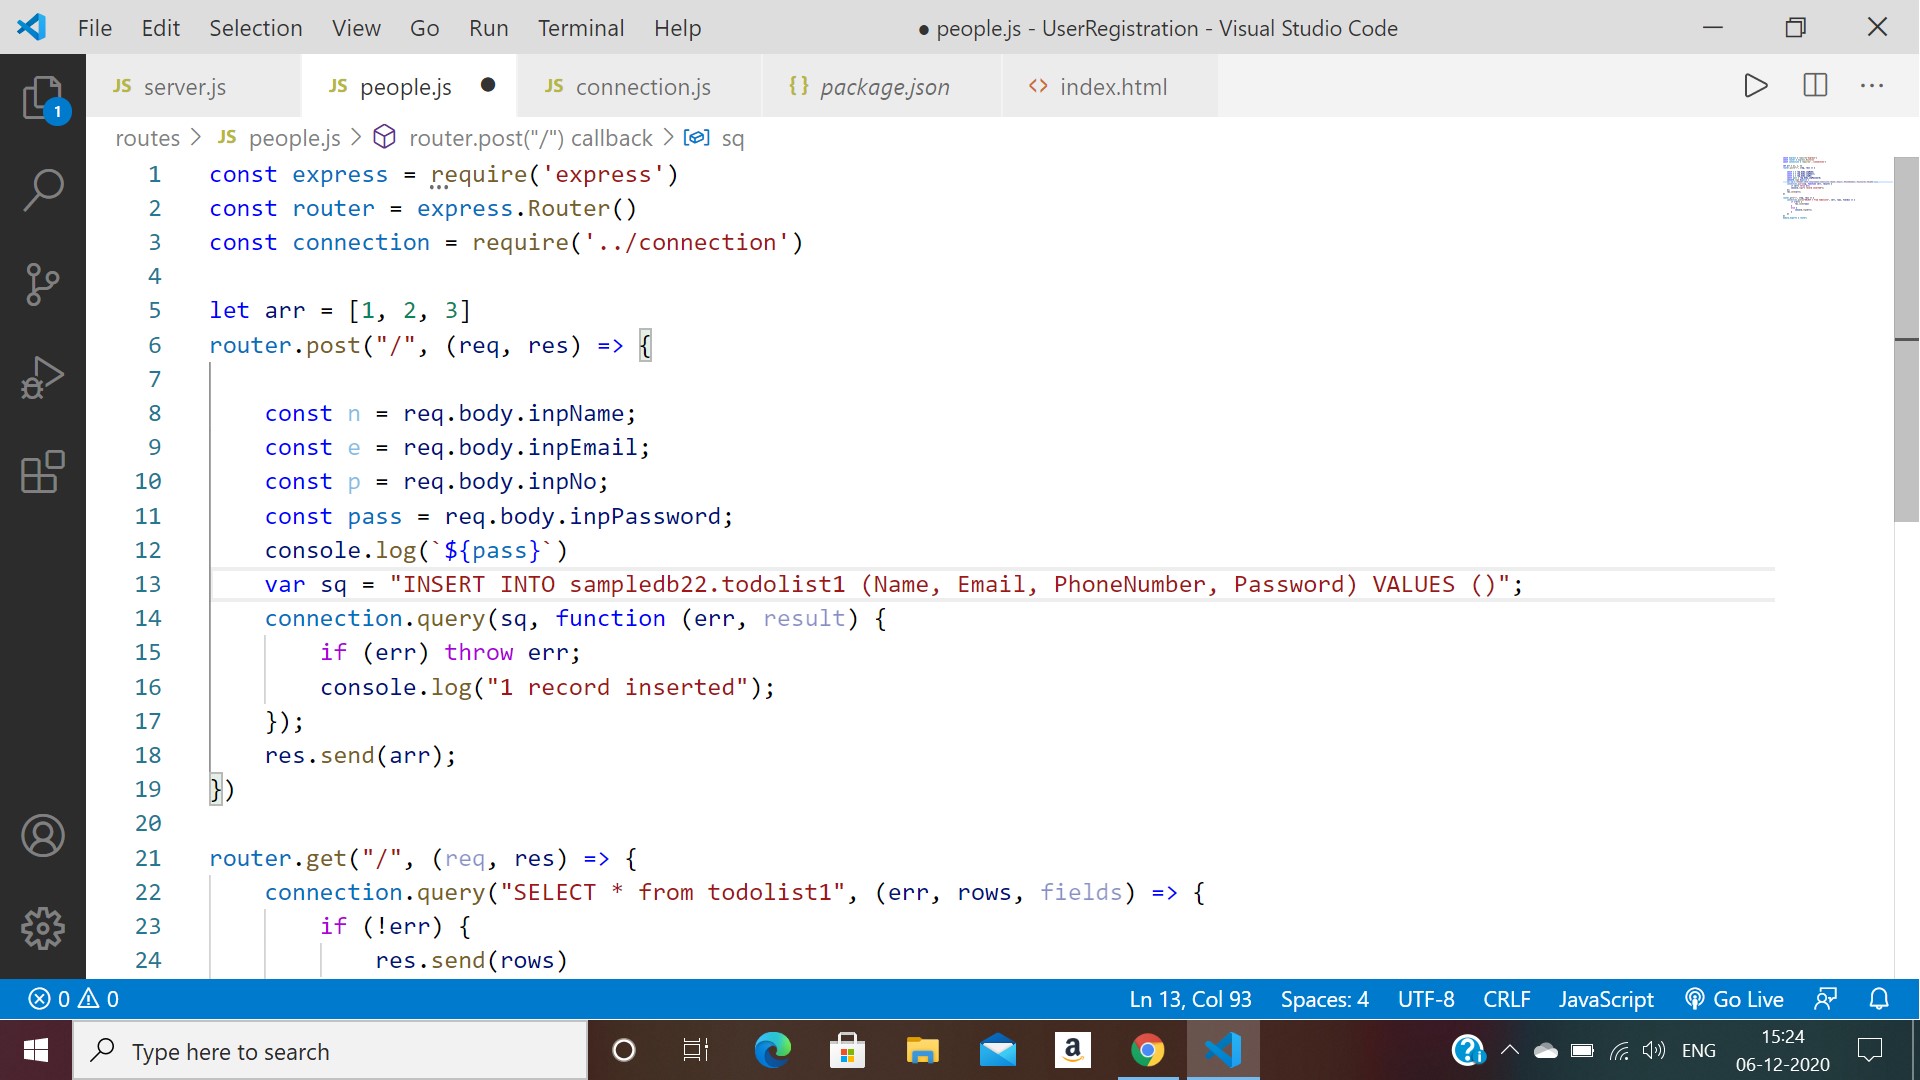 File Edit Selection View Go Run Terminal Help ● people.js - UserRegistration - Visual Studio Code
JS server.js JS people.js ● JS connection.js {} package.json <> index.html
1
routes > JS people.js > router.post("/") callback > sq
1 const express = require('express')
2 const router = express.Router()
3 const connection = require('../connection')
4
5 let arr = [1, 2, 3]
6 router.post("/", (req, res) => {
7
8 const n = req.body.inpName;
9 const e = req.body.inpEmail;
10 const p = req.body.inpNo;
11 const pass = req.body.inpPassword;
12 console.log(`${pass}`)
13 var sq = "INSERT INTO sampledb22.todolist1 (Name, Email, PhoneNumber, Password) VALUES ()";
14 connection.query(sq, function (err, result) {
15 if (err) throw err;
16 console.log("1 record inserted");
17 });
18 res.send(arr);
19 })
20
21 router.get("/", (req, res) => {
22 connection.query("SELECT * from todolist1", (err, rows, fields) => {
23 if (!err) {
24 res.send(rows)
0 0 Ln 13, Col 93 Spaces: 4 UTF-8 CRLF JavaScript Go Live
Type here to search a ENG 15:24
06-12-2020